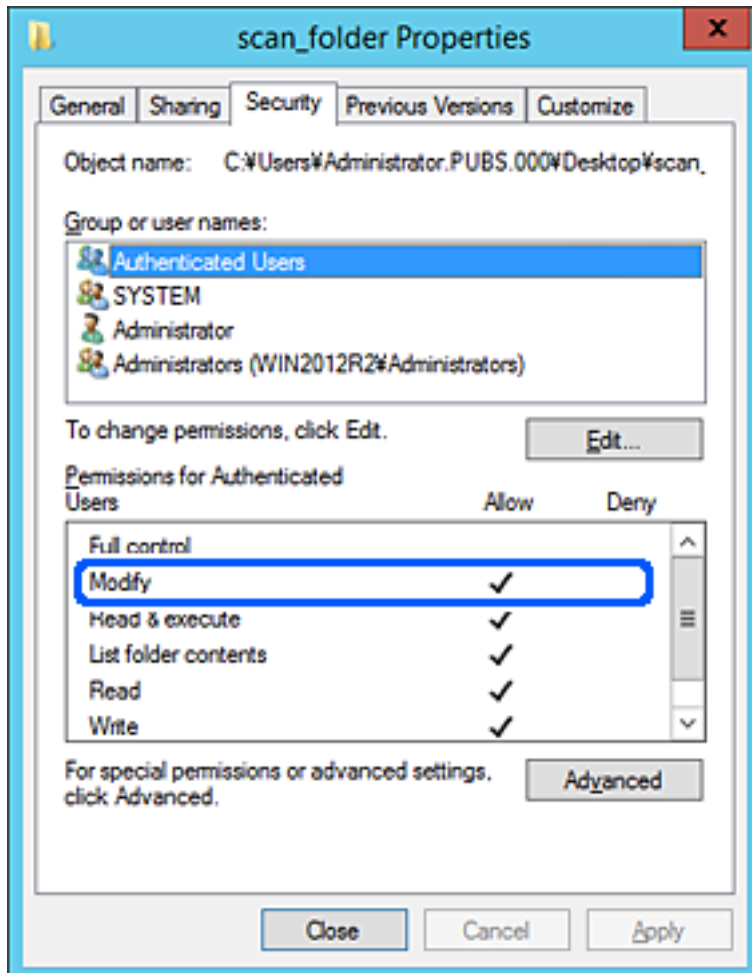 scan_folder Properties
x
General Sharing Security Previous Versions Customize
Object name: C:¥Users¥Administrator.PUBS.000¥Desktop¥scan_
Group or user names:
Authenticated Users
SYSTEM
Administrator
Administrators (WIN2012R2¥Administrators)
To change permissions, click Edit. Edit...
Permissions for Authenticated
Users Allow Deny
Full control
Modify
Read & execute
List folder contents
Read
Write
For special permissions or advanced settings, Advanced
click Advanced.
Close Cancel Apply